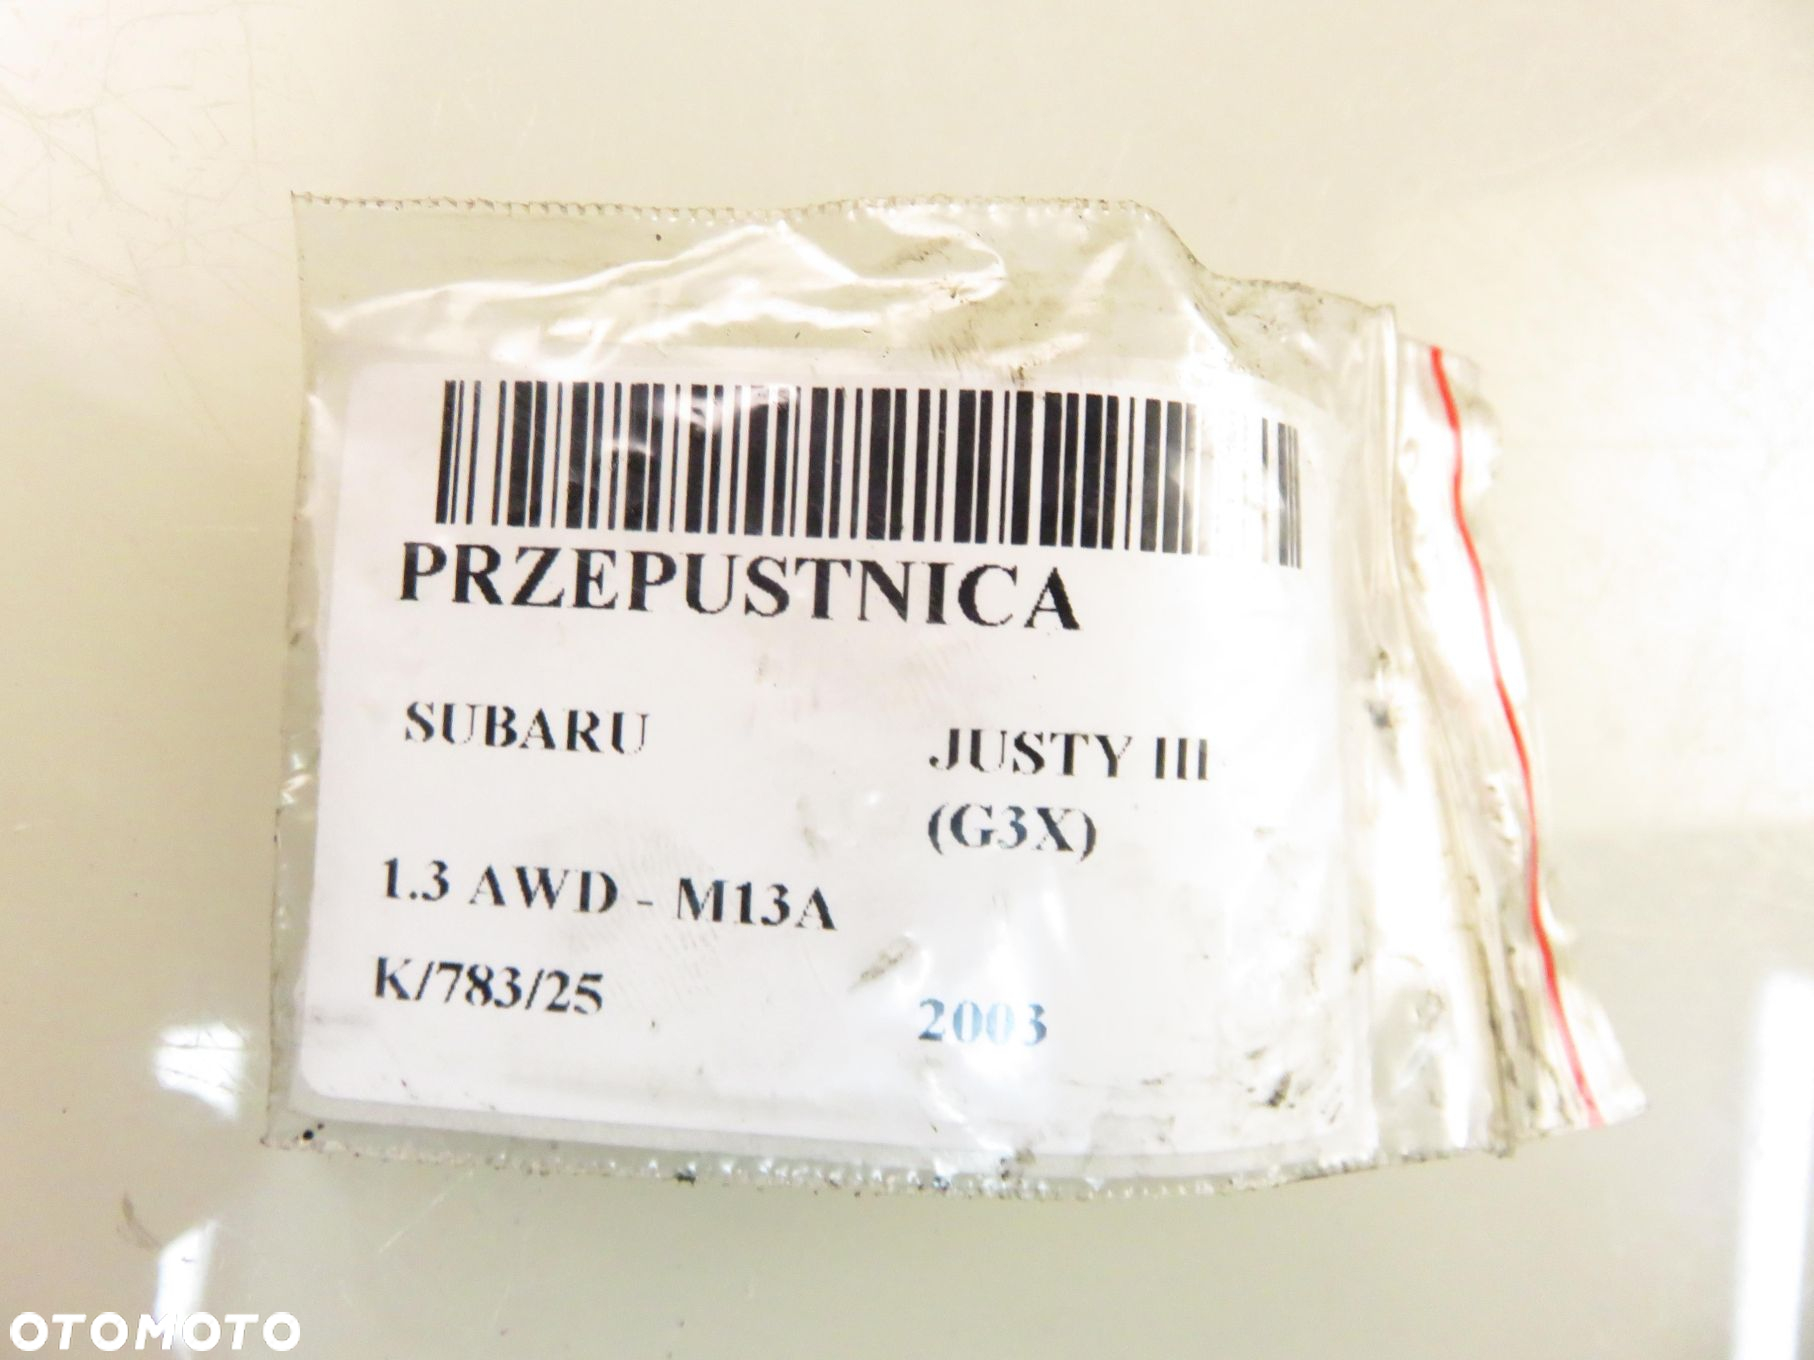 PRZEPUSTNICA
SUBARU
JUSTY III
(G3X)
1.3 AWD - M13A
K/783/25
2003
OTOMOTO